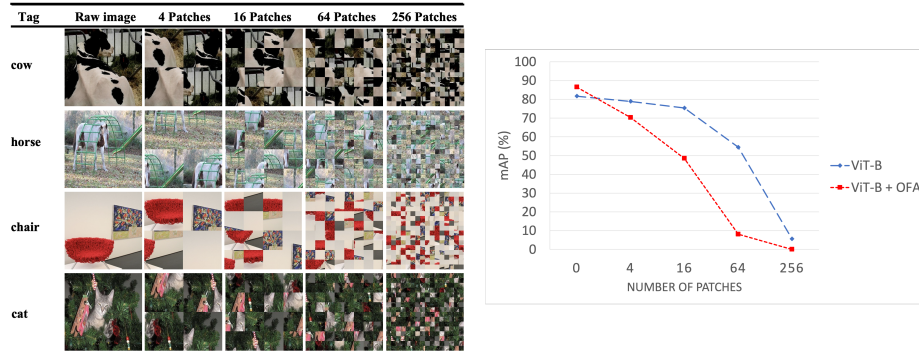 Tag Raw image 4 Patches 16 Patches 64 Patches 256 Patches
cow
horse
chair
cat
100
90
80
70
60
50
40
30
20
10
0
mAP (%)
0 4 16 64 256
NUMBER OF PATCHES
ViT-B
ViT-B + OFA